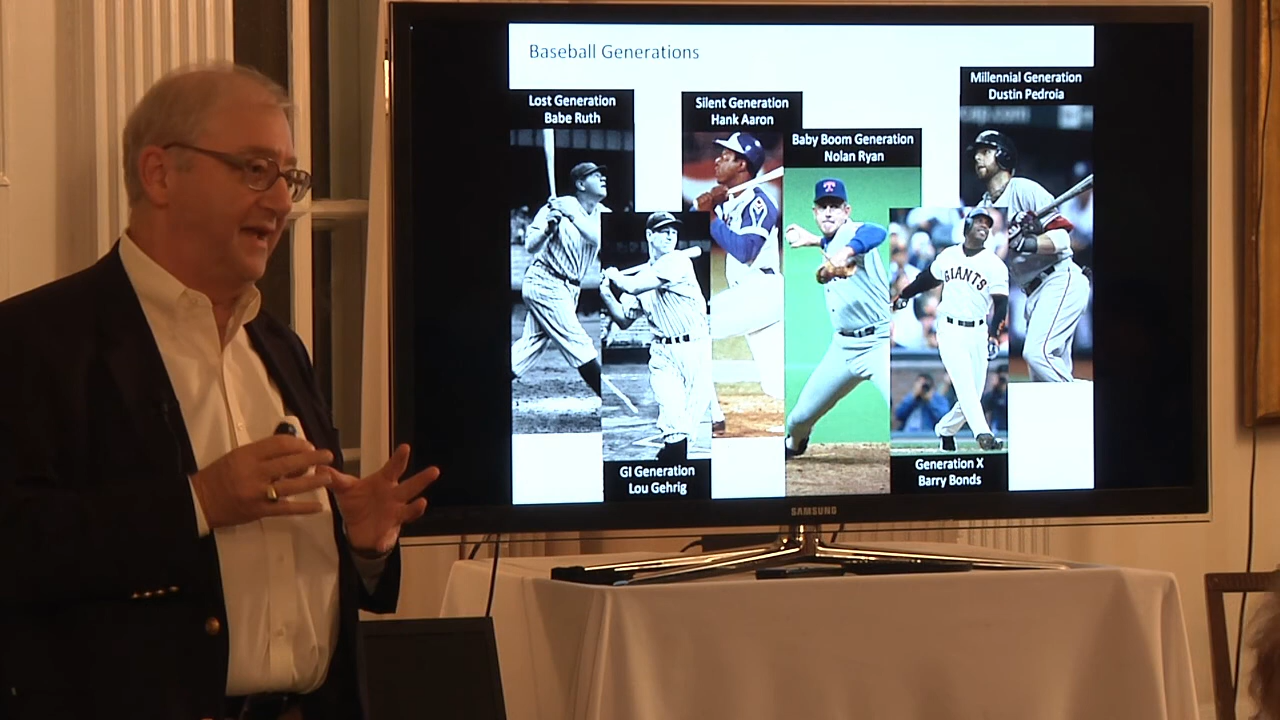 Baseball Generations
Lost Generation
Babe Ruth
GI Generation
Lou Gehrig
Silent Generation
Hank Aaron
Baby Boom Generation
Nolan Ryan
GIANTS
Generation X
Barry Bonds
Millennial Generation
Dustin Pedroia
SAMSUNG